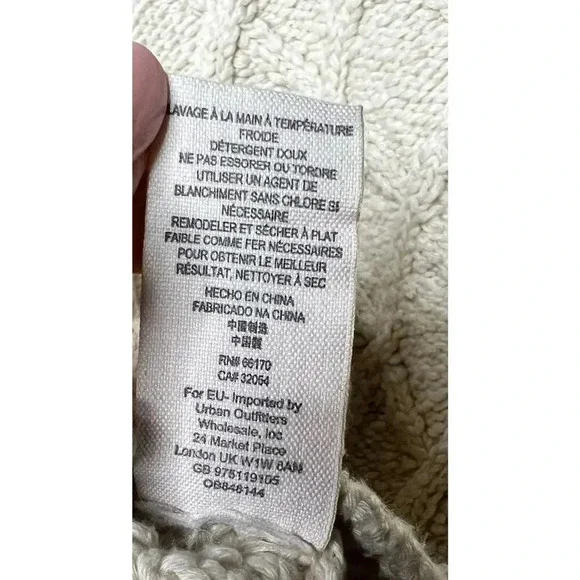 LAVAGE À LA MAIN À TEMPÉRATURE
FROIDE
DÉTERGENT DOUX
NE PAS ESSORER OU TORDRE
UTILISER UN AGENT DE
BLANCHIMENT SANS CHLORE SI
NÉCESSAIRE
REMODELER ET SÉCHER À PLAT
FAIBLE COMME FER NÉCESSAIRES
POUR OBTENIR LE MEILLEUR
RÉSULTAT, NETTOYER À SEC
HECHO EN CHINA
FABRICADO NA CHINA
中國制造
中国製
RN# 66170
CA# 32054
For EU- Imported by
Urban Outfitters
Wholesale, Inc
24 Market Place
London UK W1W 8AN
GB 975119105
OB848144